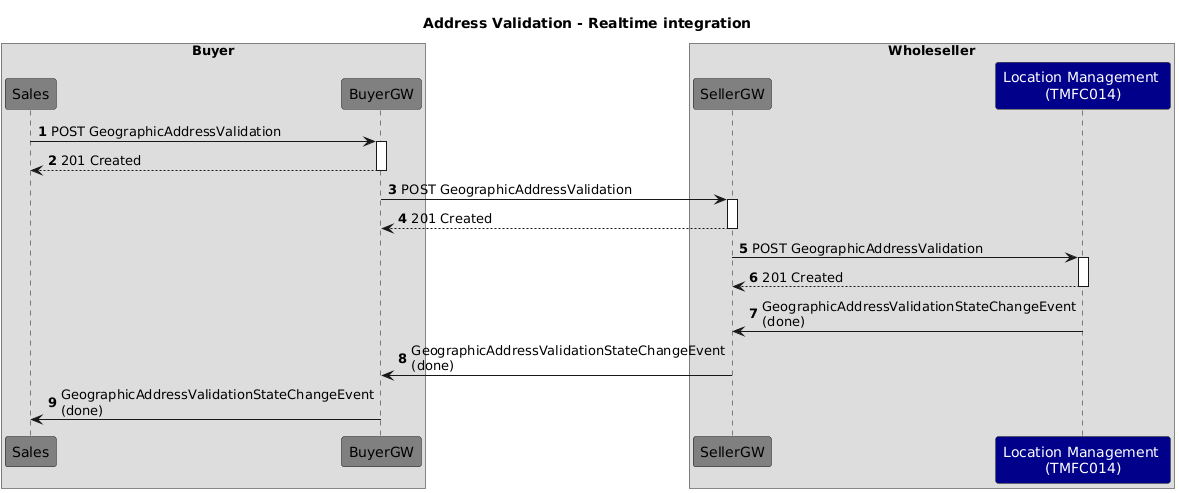 Address Validation - Realtime integration
Buyer
Wholeseller
Sales
BuyerGW
SellerGW
Location Management
(TMFC014)
1 POST GeographicAddressValidation
2 201 Created
3 POST GeographicAddressValidation
4 201 Created
5 POST GeographicAddressValidation
6 201 Created
7 GeographicAddressValidationStateChangeEvent
(done)
8 GeographicAddressValidationStateChangeEvent
(done)
9 GeographicAddressValidationStateChangeEvent
(done)
Sales
BuyerGW
SellerGW
Location Management
(TMFC014)